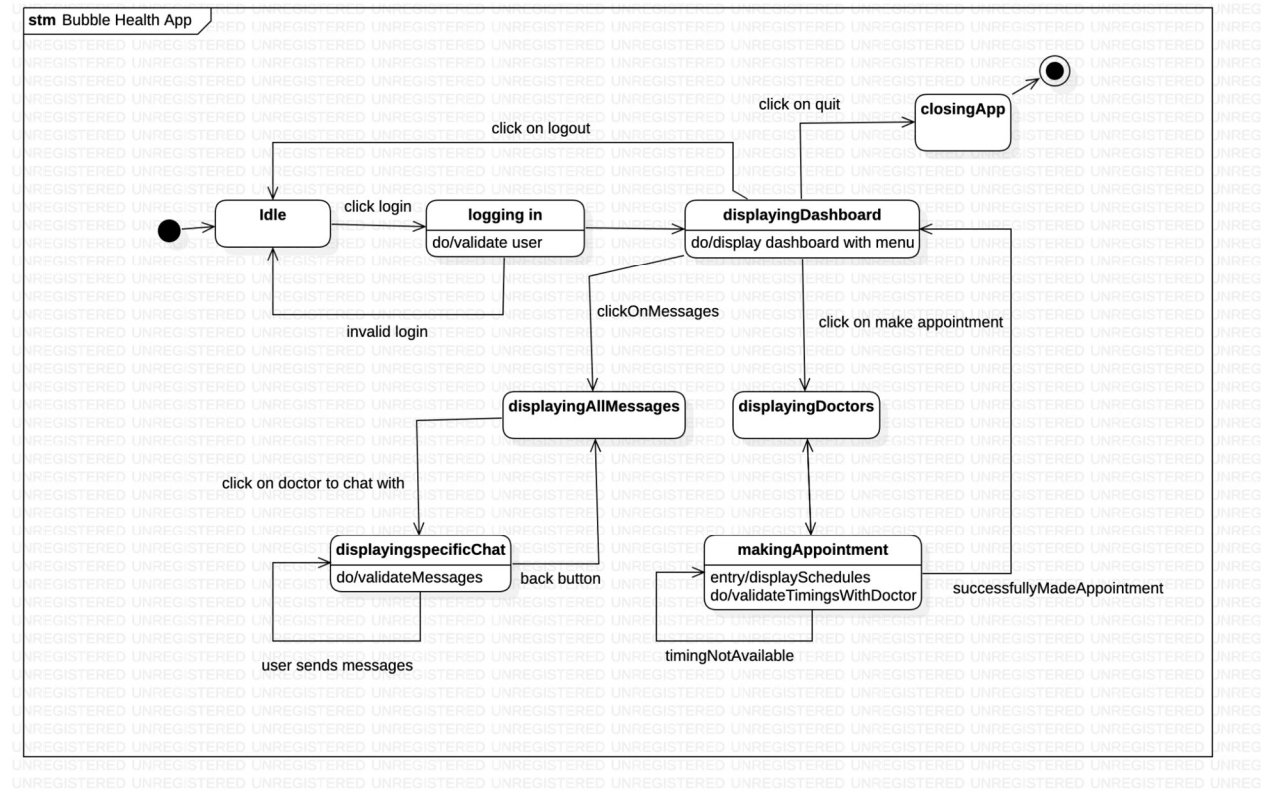 stm Bubble Health App
click on quit
closingApp
click on logout
Idle
click login
logging in
do/validate user
displayingDashboard
do/display dashboard with menu
invalid login
clickOnMessages
click on make appointment
displayingAllMessages
displayingDoctors
click on doctor to chat with
displayingspecificChat
do/validateMessages
back button
makingAppointment
entry/displaySchedules
do/validateTimingsWithDoctor
successfullyMadeAppointment
user sends messages
timingNotAvailable
UNREGISTERED